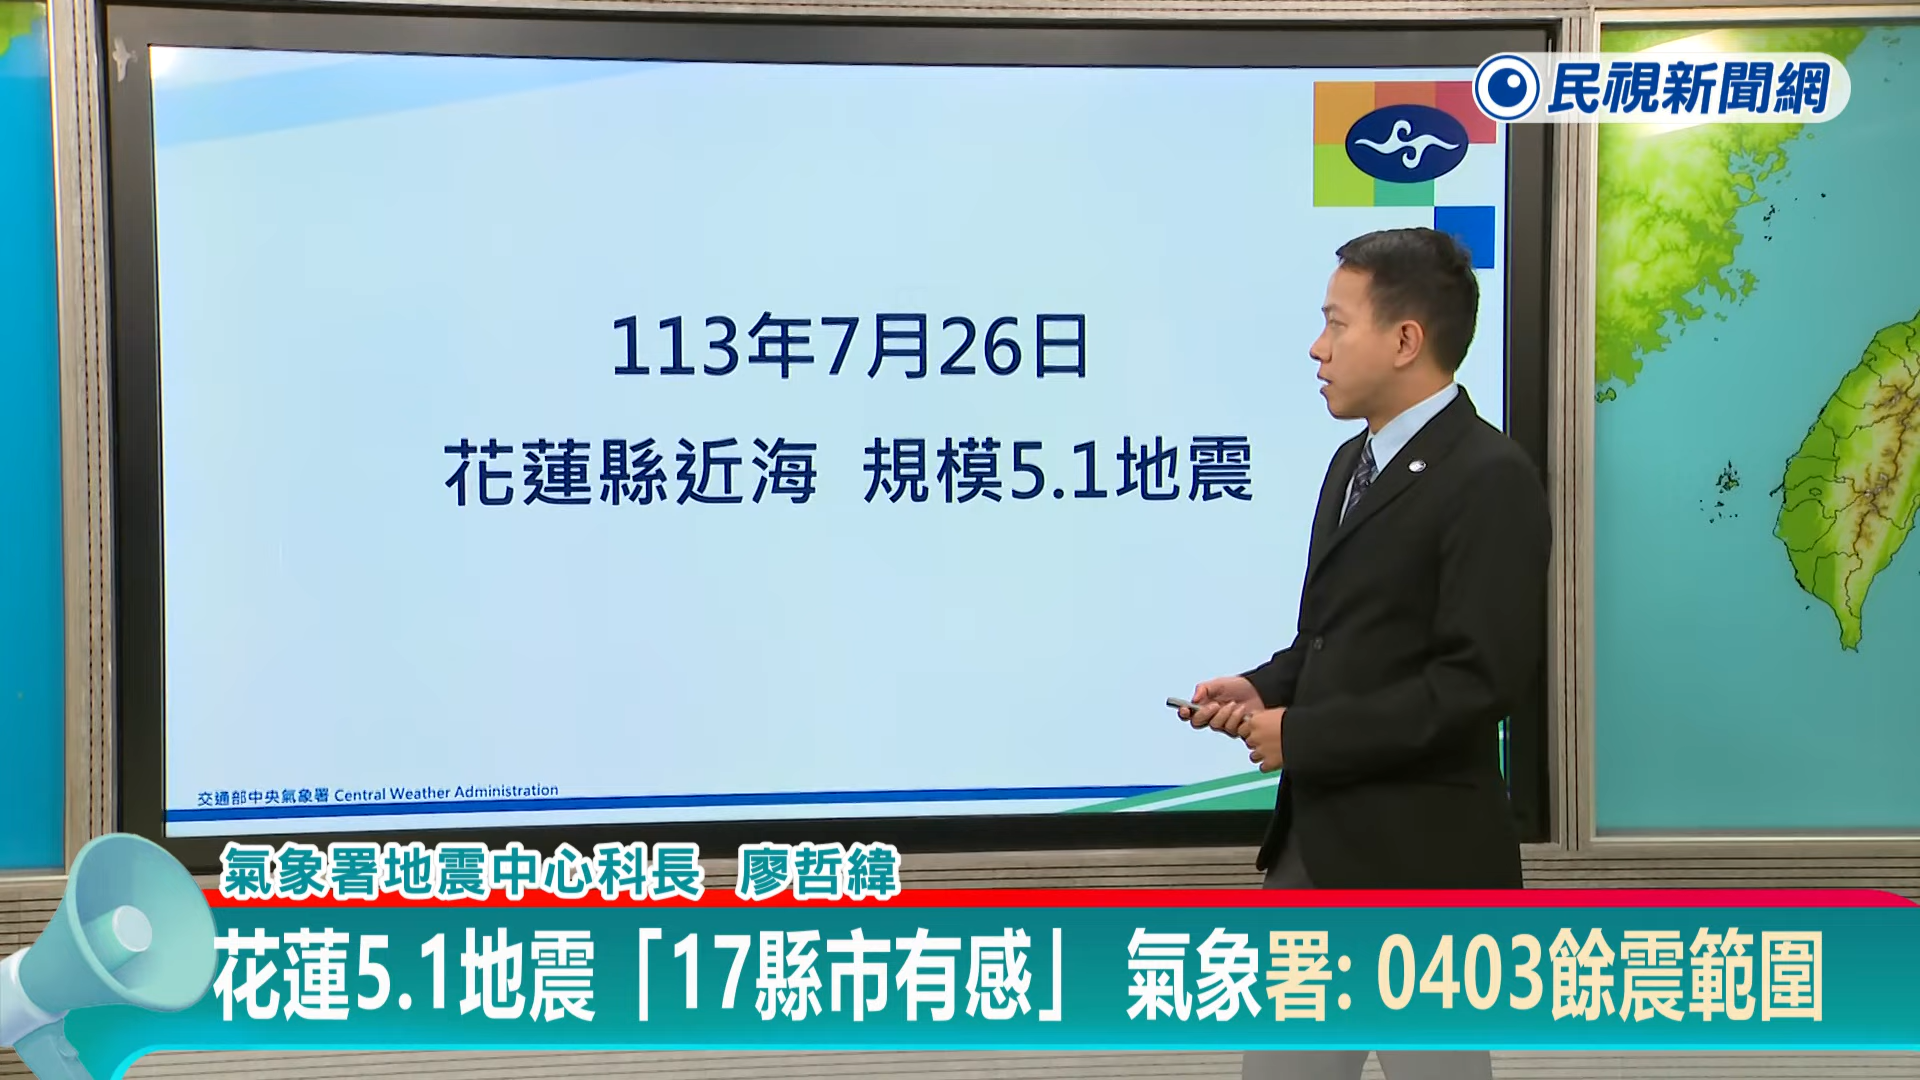 民視新聞網
113年7月26日
花蓮縣近海 規模5.1地震
交通部中央氣象署 Central Weather Administration
氣象署地震中心科長 廖哲緯
花蓮5.1地震「17縣市有感」 氣象署: 0403餘震範圍